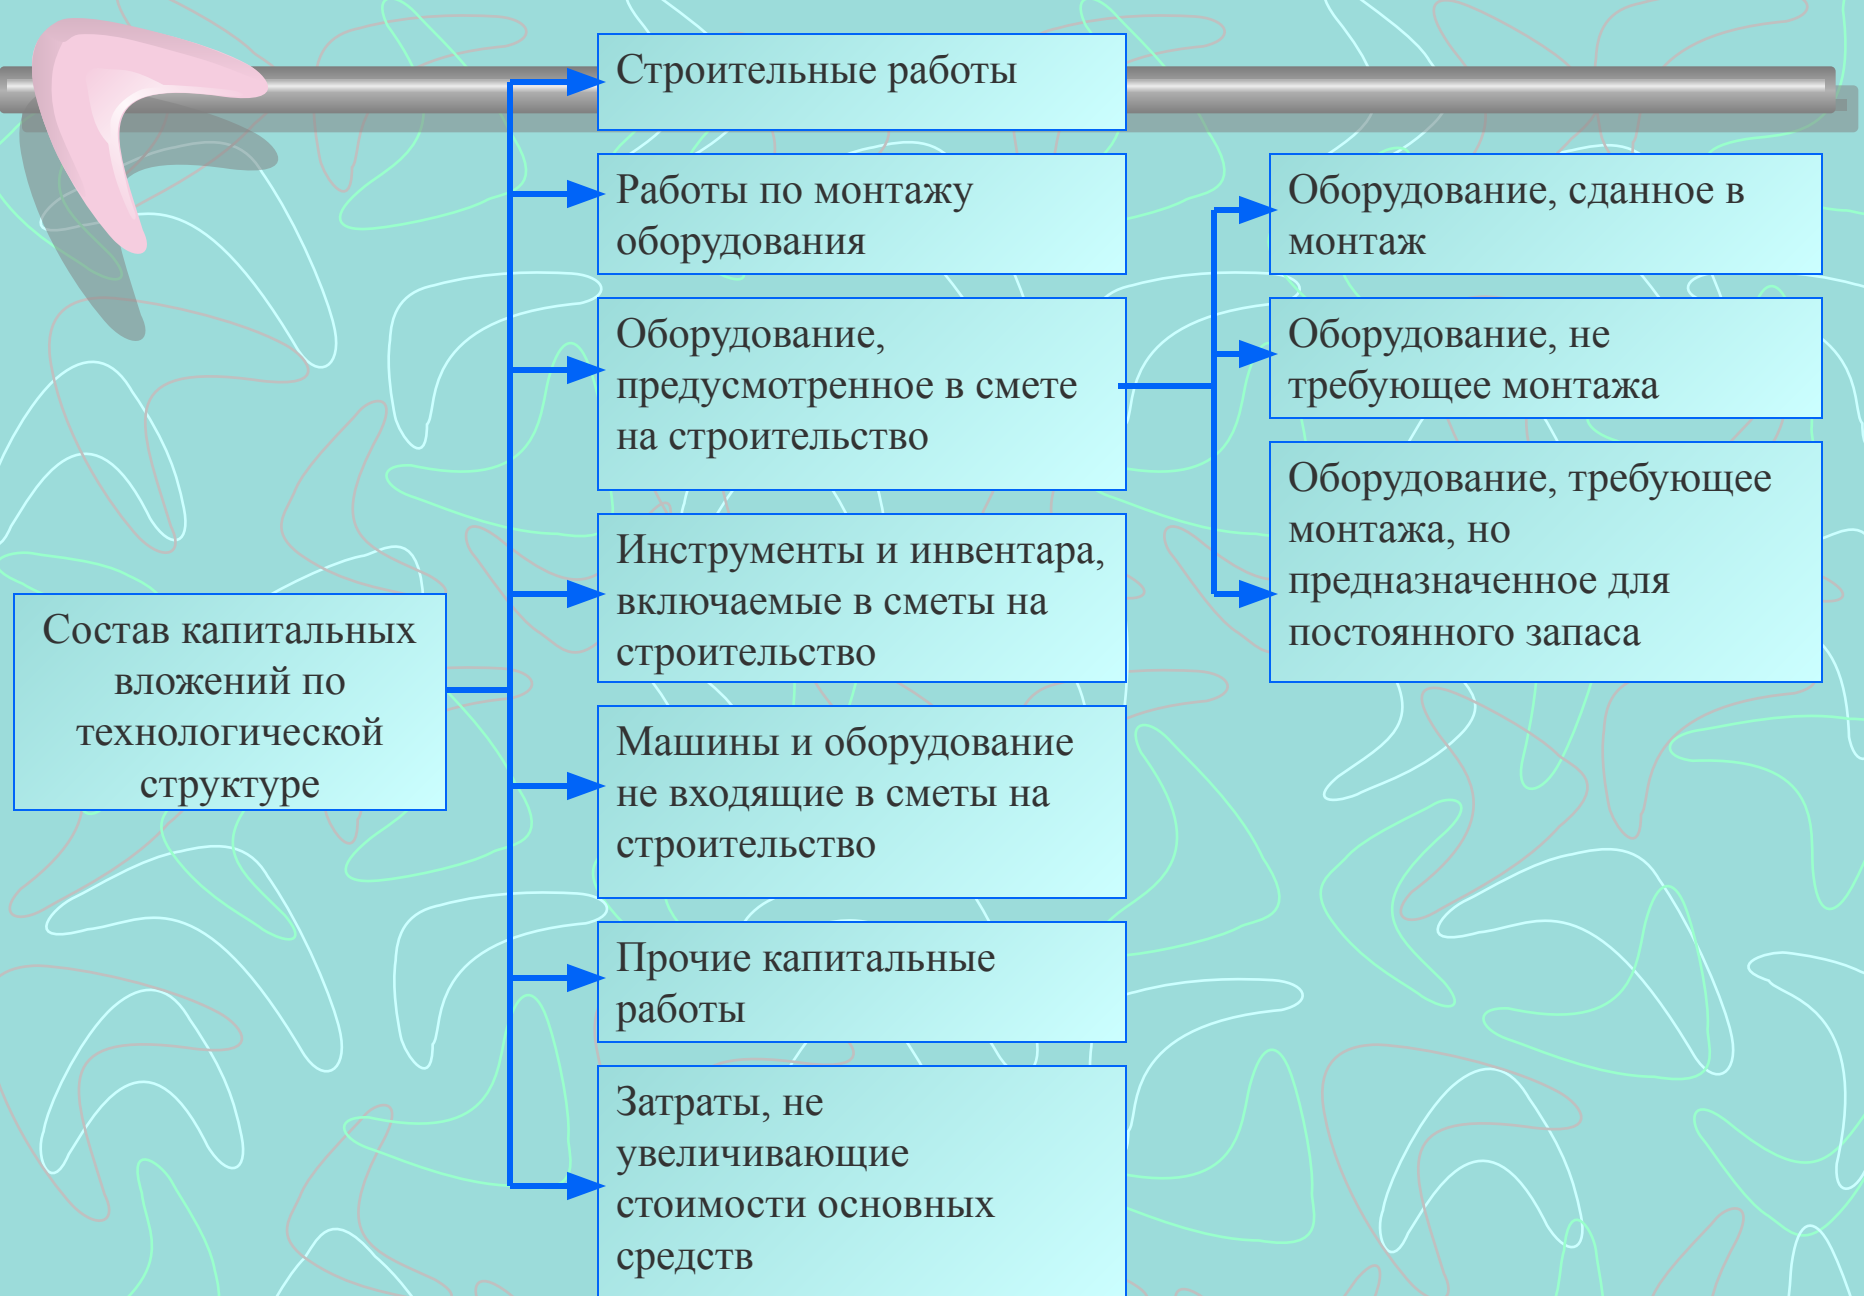 Состав капитальных
вложений по
технологической
структуре
Строительные работы
Работы по монтажу
оборудования
Оборудование,
предусмотренное в смете
на строительство
Инструменты и инвентара,
включаемые в сметы на
строительство
Машины и оборудование
не входящие в сметы на
строительство
Прочие капитальные
работы
Затраты, не
увеличивающие
стоимости основных
средств
Оборудование, сданное в
монтаж
Оборудование, не
требующее монтажа
Оборудование, требующее
монтажа, но
предназначенное для
постоянного запаса